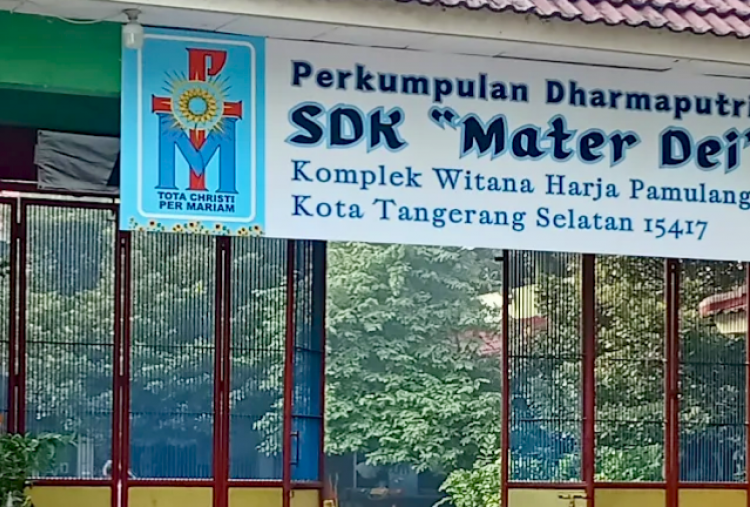 TOTA CHRISTI
PER MARIAM
Perkumpulan Dharmaputri
SDK "Mater Dei"
Komplek Witana Harja Pamulang
Kota Tangerang Selatan 15417